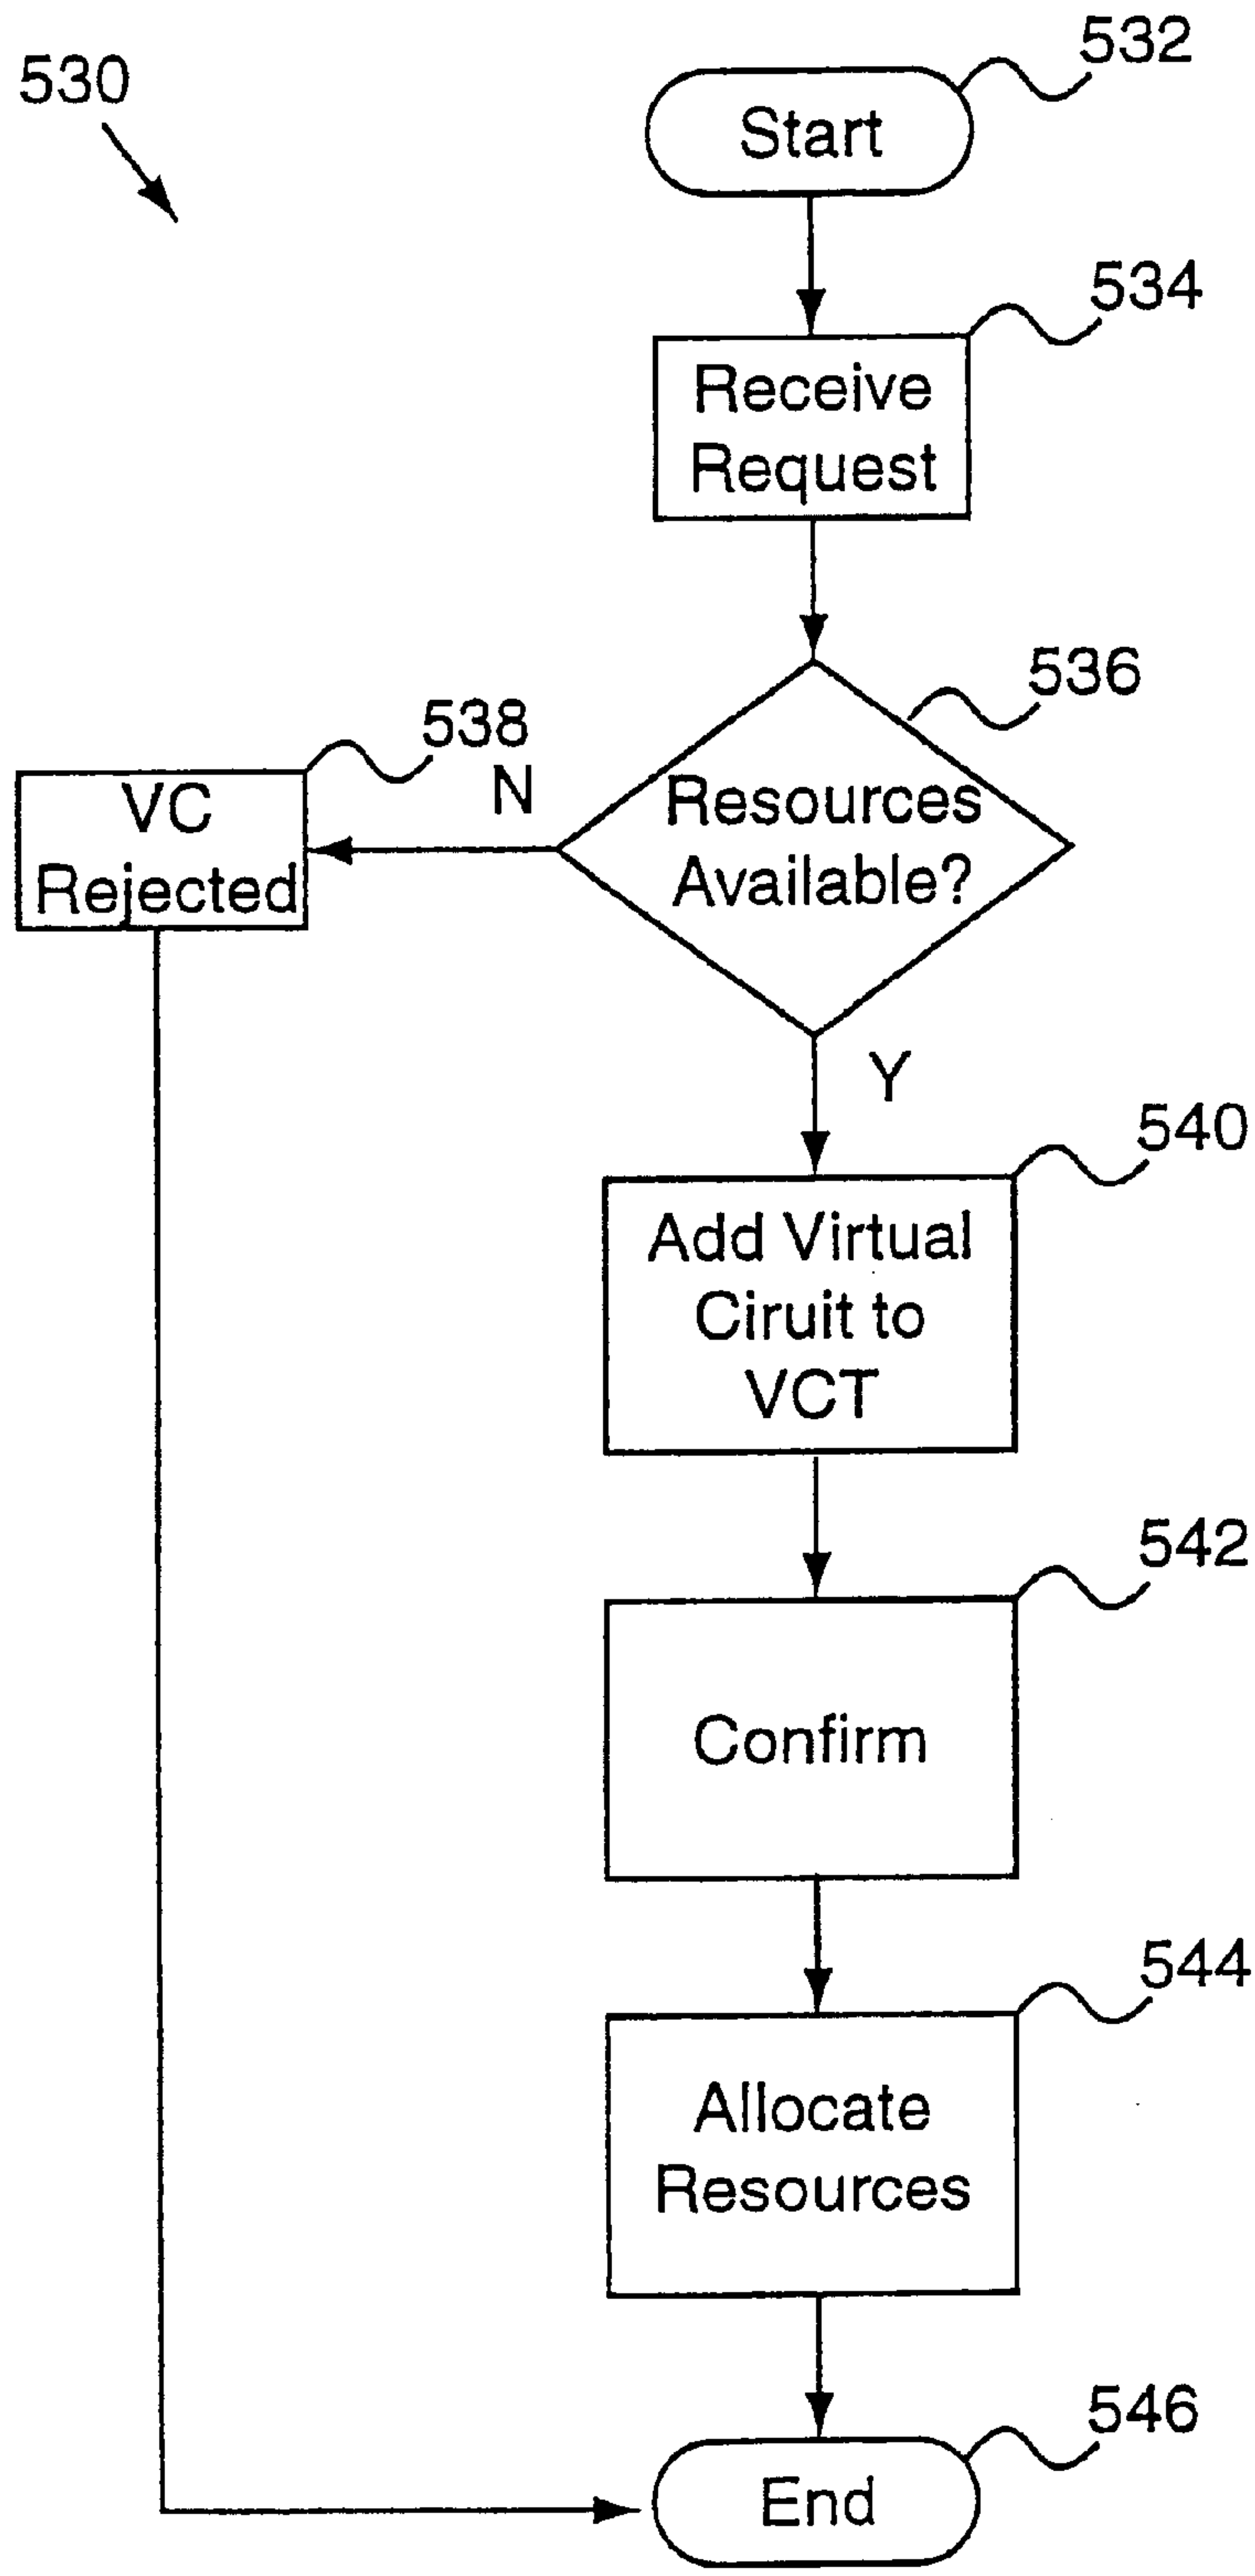 530
532
Start
534
Receive
Request
536
Resources
Available?
538
N
VC
Rejected
Y
540
Add Virtual
Ciruit to
VCT
542
Confirm
544
Allocate
Resources
546
End